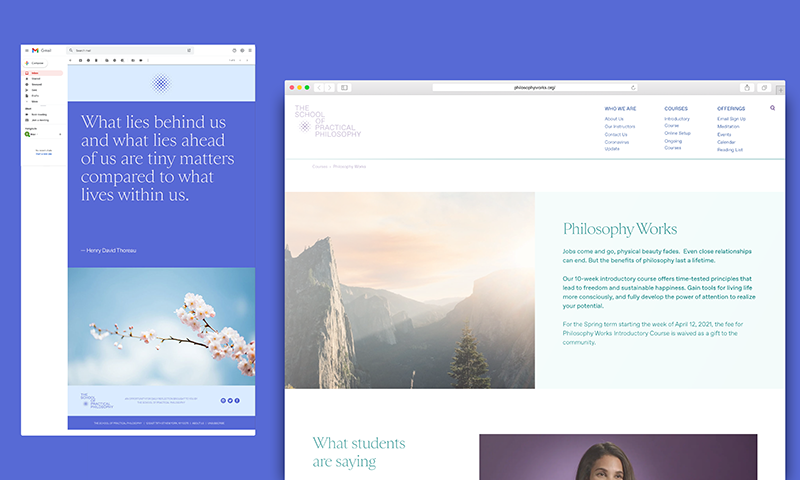 Gmail
Search mail
Compose
Inbox
What lies behind us
and what lies ahead
of us are tiny matters
compared to what
lives within us.
— Henry David Thoreau
THE
SCHOOL
OF
PRACTICAL
PHILOSOPHY
philosophyworks.org/
THE
SCHOOL
OF
PRACTICAL
PHILOSOPHY
WHO WE ARE
About Us
Our Instructors
Contact Us
Coronavirus
Update
COURSES
Introductory
Course
Online Setup
Ongoing
Courses
OFFERINGS
Email Sign Up
Meditation
Events
Calendar
Reading List
Courses – Philosophy Works
Philosophy Works
Jobs come and go, physical beauty fades. Even close relationships
can end. But the benefits of philosophy last a lifetime.
Our 10-week introductory course offers time-tested principles that
lead to freedom and sustainable happiness. Gain tools for living life
more consciously, and fully develop the power of attention to realize
your potential.
For the Spring term starting the week of April 12, 2021, the fee for
Philosophy Works Introductory Course is waived as a gift to the
community.
What students
are saying